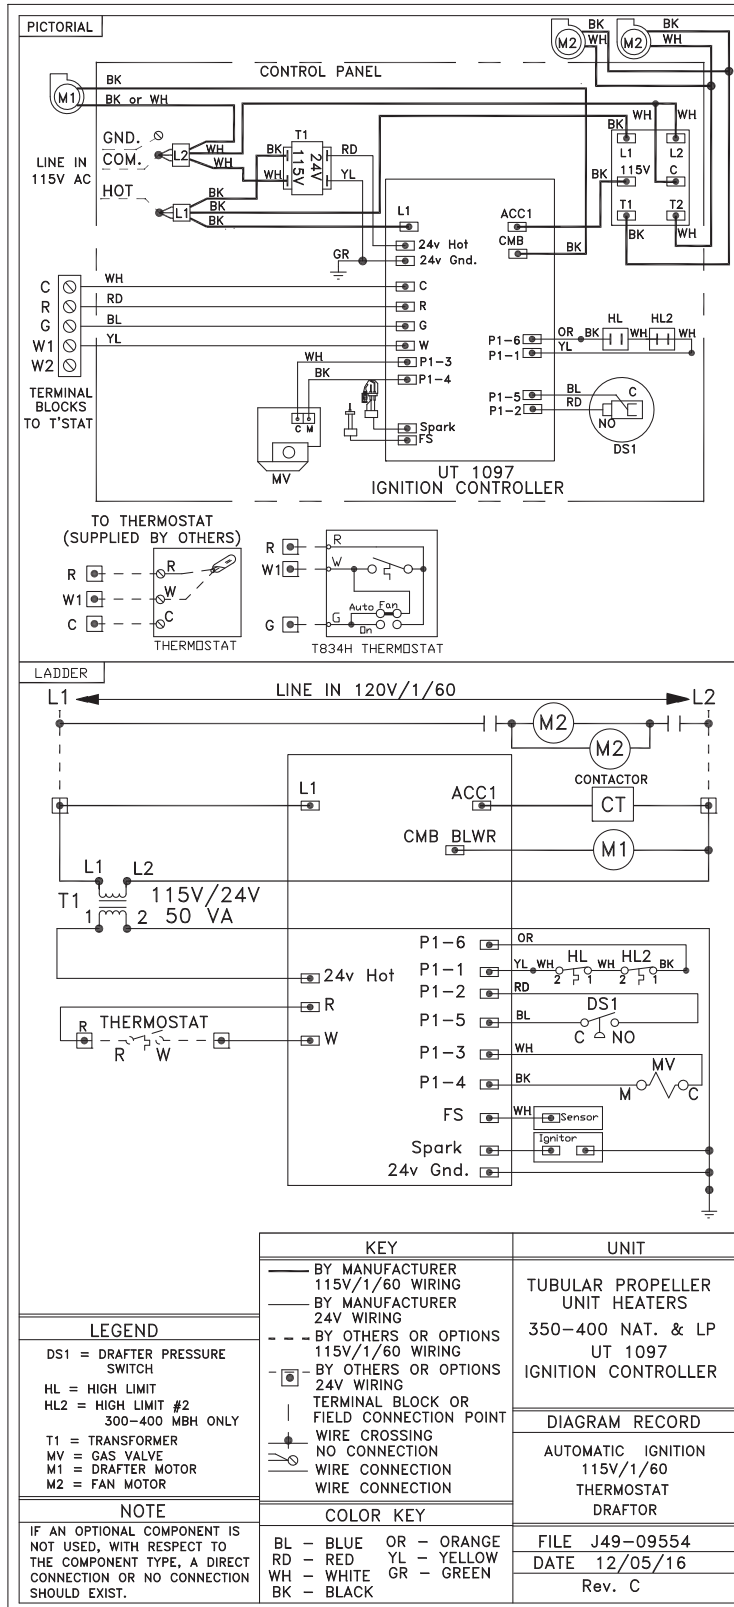 PICTORIAL
BK
WH
BK
WH
M2
M2
CONTROL PANEL
BK
M1
BK or WH
GND.
COM.
LINE IN
115V AC
HOT
L2
L1
WH
WH
BK
BK
BK
T1
BK
WH
115V
24V
RD
YL
WH
WH
BK
L1
L2
115V
C
BK
T1
T2
BK
WH
L1
ACC1
CMB
BK
24v Hot
24v Gnd.
GR
C
WH
C
R
RD
R
G
BL
G
W1
YL
W
W2
TERMINAL
BLOCKS
TO T'STAT
WH
P1-3
BK
P1-4
C M
MV
Spark
FS
P1-6
P1-1
OR
BK
HL
WH
HL2
WH
YL
P1-5
P1-2
BL
RD
C
NO
DS1
UT 1097
IGNITION CONTROLLER
TO THERMOSTAT
(SUPPLIED BY OTHERS)
R
R
W1
W
C
C
THERMOSTAT
R
R
W1
W
Auto
Fan
G
G
On
T834H THERMOSTAT
LADDER
L1
LINE IN 120V/1/60
L2
M2
M2
L1
ACC1
CONTACTOR
CT
CMB BLWR
M1
L1
L2
T1
115V/24V
1
2
50 VA
24v Hot
R
R
THERMOSTAT
R
W
W
P1-6
OR
P1-1
YL
WH
HL
WH
HL2
BK
2
1
2
1
P1-2
RD
P1-5
BL
DS1
C
NO
P1-3
WH
P1-4
BK
MV
M
C
FS
WH
Sensor
Spark
Ignitor
24v Gnd.
KEY
BY MANUFACTURER
115V/1/60 WIRING
BY MANUFACTURER
24V WIRING
BY OTHERS OR OPTIONS
115V/1/60 WIRING
BY OTHERS OR OPTIONS
24V WIRING
TERMINAL BLOCK OR
FIELD CONNECTION POINT
WIRE CROSSING
NO CONNECTION
WIRE CONNECTION
WIRE CONNECTION
UNIT
TUBULAR PROPELLER
UNIT HEATERS
350-400 NAT. & LP
UT 1097
IGNITION CONTROLLER
LEGEND
DS1 = DRAFTER PRESSURE
SWITCH
HL = HIGH LIMIT
HL2 = HIGH LIMIT #2
300-400 MBH ONLY
T1 = TRANSFORMER
MV = GAS VALVE
M1 = DRAFTER MOTOR
M2 = FAN MOTOR
DIAGRAM RECORD
AUTOMATIC IGNITION
115V/1/60
THERMOSTAT
DRAFTOR
NOTE
IF AN OPTIONAL COMPONENT IS
NOT USED, WITH RESPECT TO
THE COMPONENT TYPE, A DIRECT
CONNECTION OR NO CONNECTION
SHOULD EXIST.
COLOR KEY
BL - BLUE OR - ORANGE
RD - RED YL - YELLOW
WH - WHITE GR - GREEN
BK - BLACK
FILE J49-09554
DATE 12/05/16
Rev. C